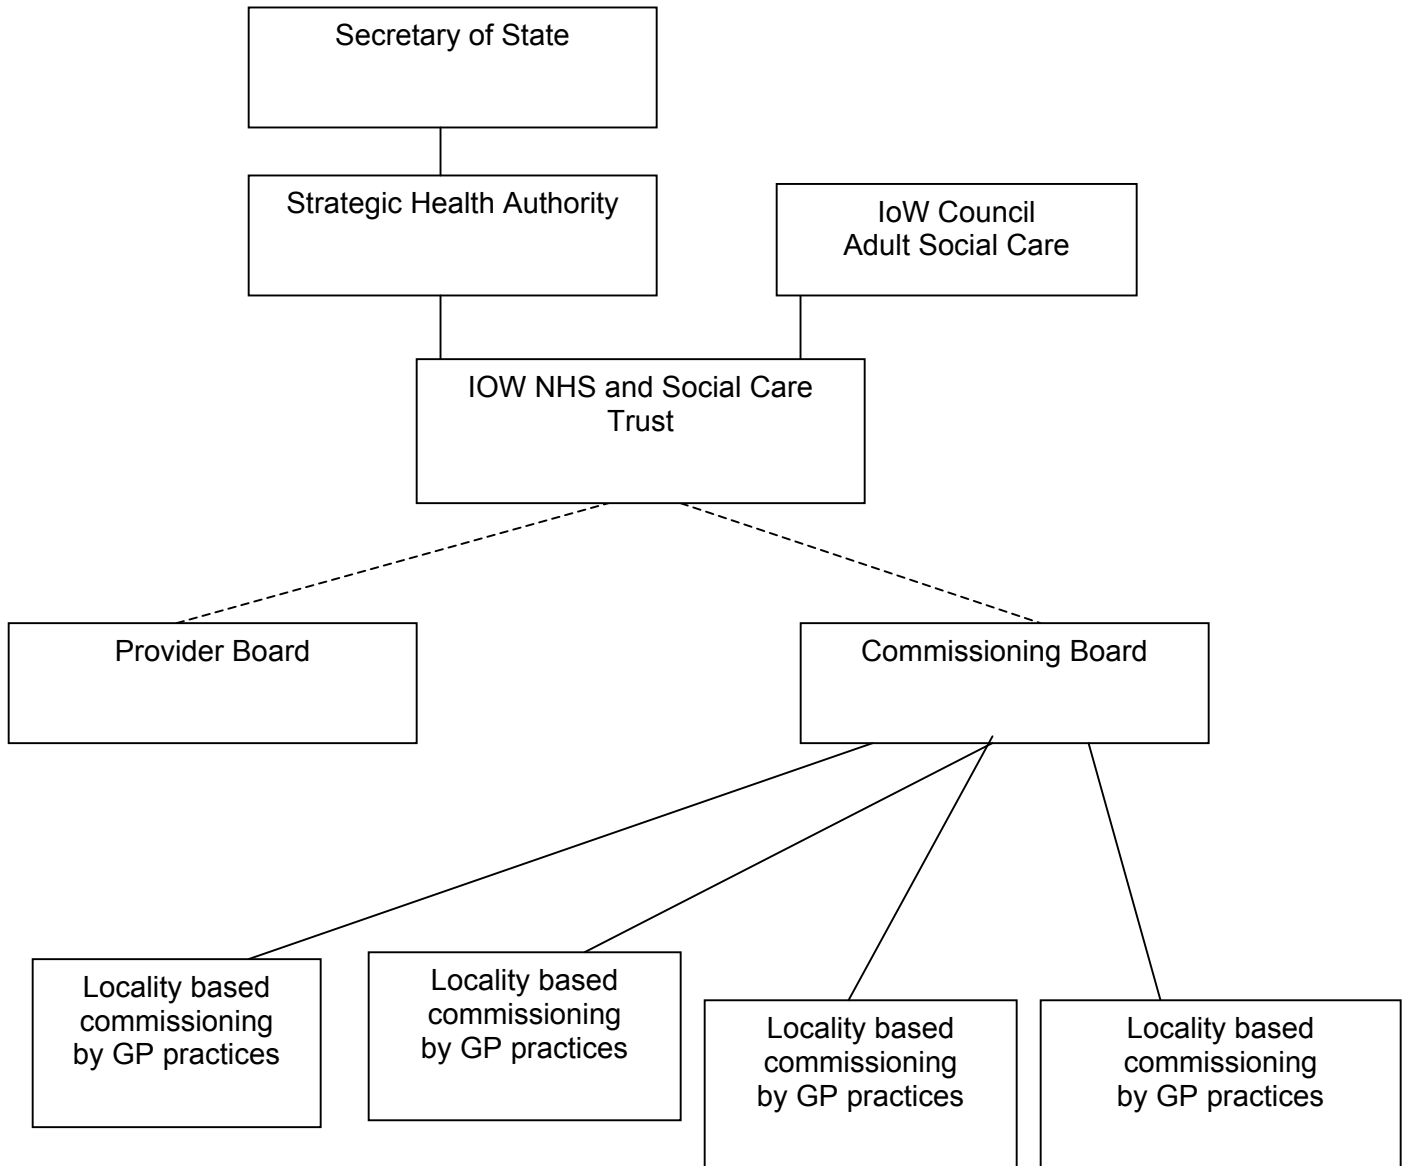 Secretary of State
Strategic Health Authority
IoW Council
Adult Social Care
IOW NHS and Social Care
Trust
Provider Board
Commissioning Board
Locality based
commissioning
by GP practices
Locality based
commissioning
by GP practices
Locality based
commissioning
by GP practices
Locality based
commissioning
by GP practices